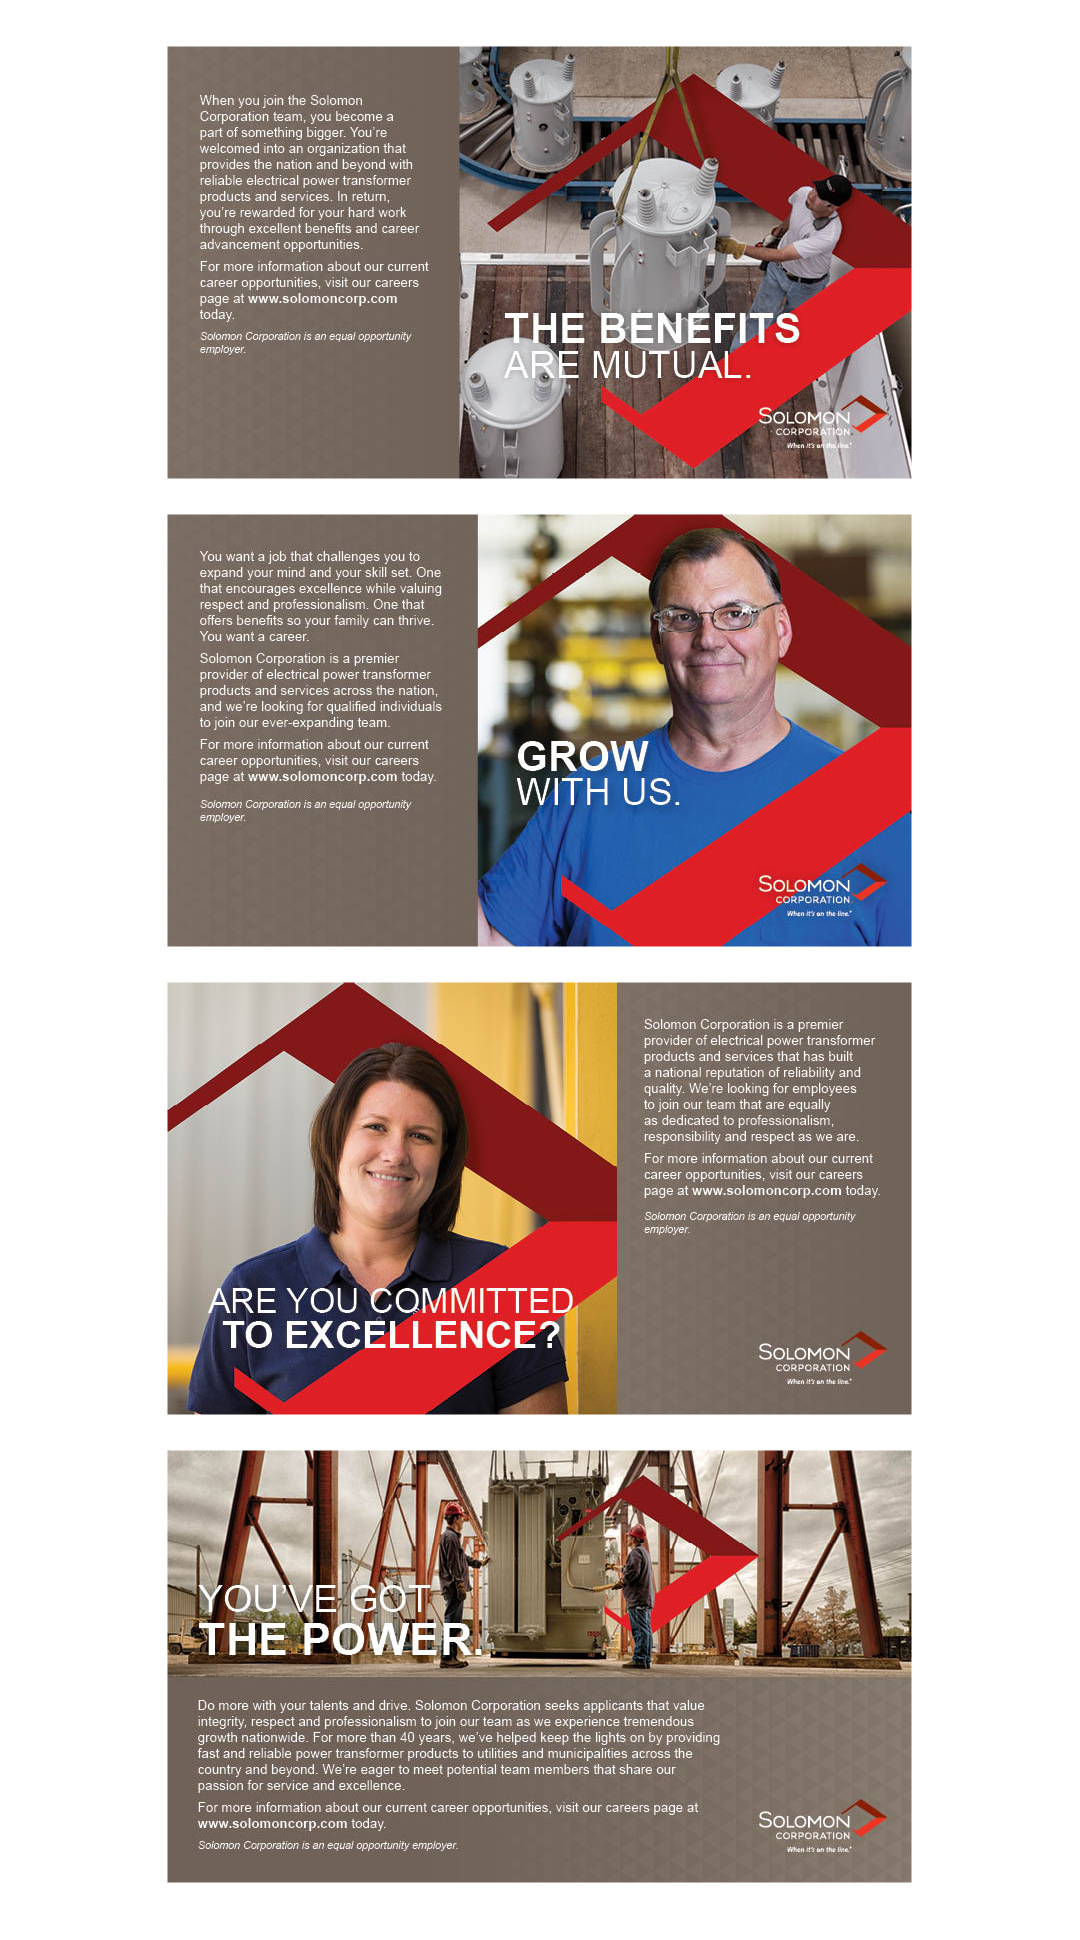 When you join the Solomon
Corporation team, you become a
part of something bigger. You're
welcomed into an organization that
provides the nation and beyond with
reliable electrical power transformer
products and services. In return,
you're rewarded for your hard work
through excellent benefits and career
advancement opportunities.
For more information about our current
career opportunities, visit our careers
page at www.solomoncorp.com
today.
Solomon Corporation is an equal opportunity
employer.
THE BENEFITS
ARE MUTUAL.
SOLOMON
CORPORATION
When it's on the line.®
You want a job that challenges you to
expand your mind and your skill set. One
that encourages excellence while valuing
respect and professionalism. One that
offers benefits so your family can thrive.
You want a career.
Solomon Corporation is a premier
provider of electrical power transformer
products and services across the nation,
and we're looking for qualified individuals
to join our ever-expanding team.
For more information about our current
career opportunities, visit our careers
page at www.solomoncorp.com today.
Solomon Corporation is an equal opportunity
employer.
GROW
WITH US.
SOLOMON
CORPORATION
When it's on the line.®
ARE YOU COMMITTED
TO EXCELLENCE?
Solomon Corporation is a premier
provider of electrical power transformer
products and services that has built
a national reputation of reliability and
quality. We're looking for employees
to join our team that are equally
as dedicated to professionalism,
responsibility and respect as we are.
For more information about our current
career opportunities, visit our careers
page at www.solomoncorp.com today.
Solomon Corporation is an equal opportunity
employer.
SOLOMON
CORPORATION
When it's on the line.®
YOU'VE GOT
THE POWER.
Do more with your talents and drive. Solomon Corporation seeks applicants that value
integrity, respect and professionalism to join our team as we experience tremendous
growth nationwide. For more than 40 years, we've helped keep the lights on by providing
fast and reliable power transformer products to utilities and municipalities across the
country and beyond. We're eager to meet potential team members that share our
passion for service and excellence.
For more information about our current career opportunities, visit our careers page at
www.solomoncorp.com today.
Solomon Corporation is an equal opportunity employer.
SOLOMON
CORPORATION
When it's on the line.®